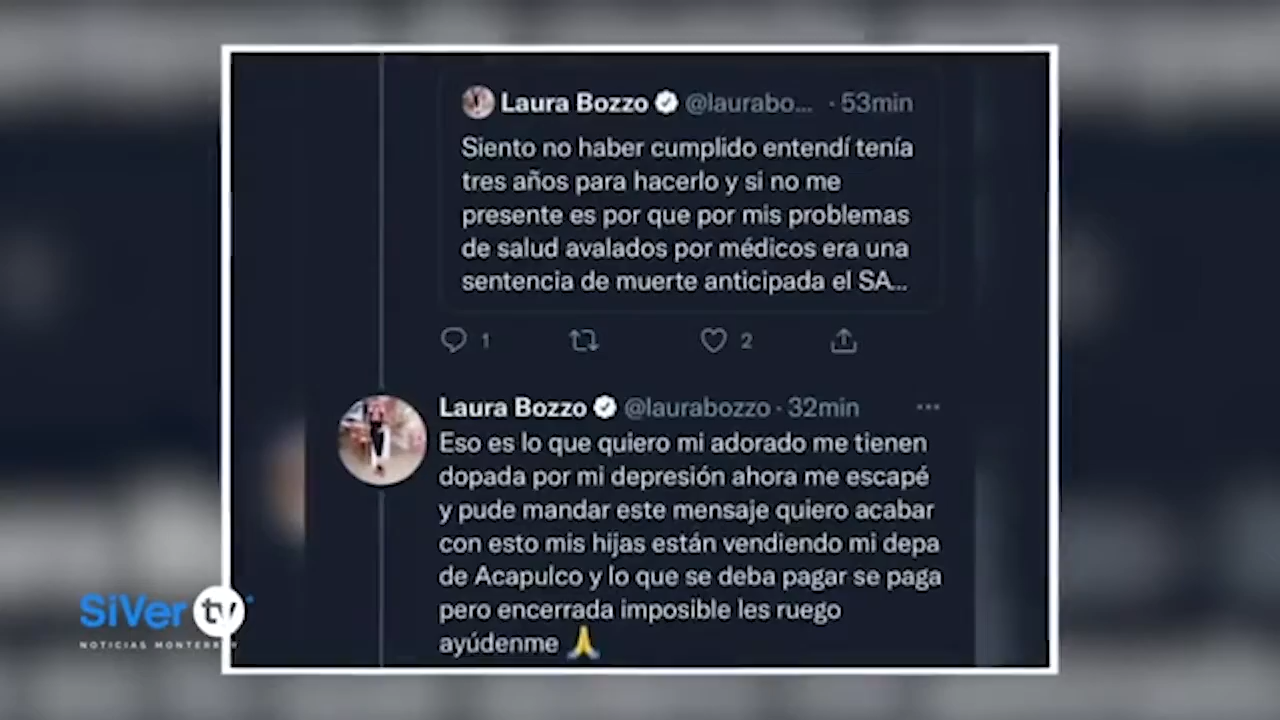 Laura Bozzo @laurabo... · 53min
Siento no haber cumplido entendí tenía
tres años para hacerlo y si no me
presente es por que por mis problemas
de salud avalados por médicos era una
sentencia de muerte anticipada el SA...
1 2
Laura Bozzo @laurabozzo · 32min
Eso es lo que quiero mi adorado me tienen
dopada por mi depresión ahora me escapé
y pude mandar este mensaje quiero acabar
con esto mis hijas están vendiendo mi depa
de Acapulco y lo que se deba pagar se paga
pero encerrada imposible les ruego
ayúdenme 🙏
SiVer tv
NOTICIAS MONTERREY